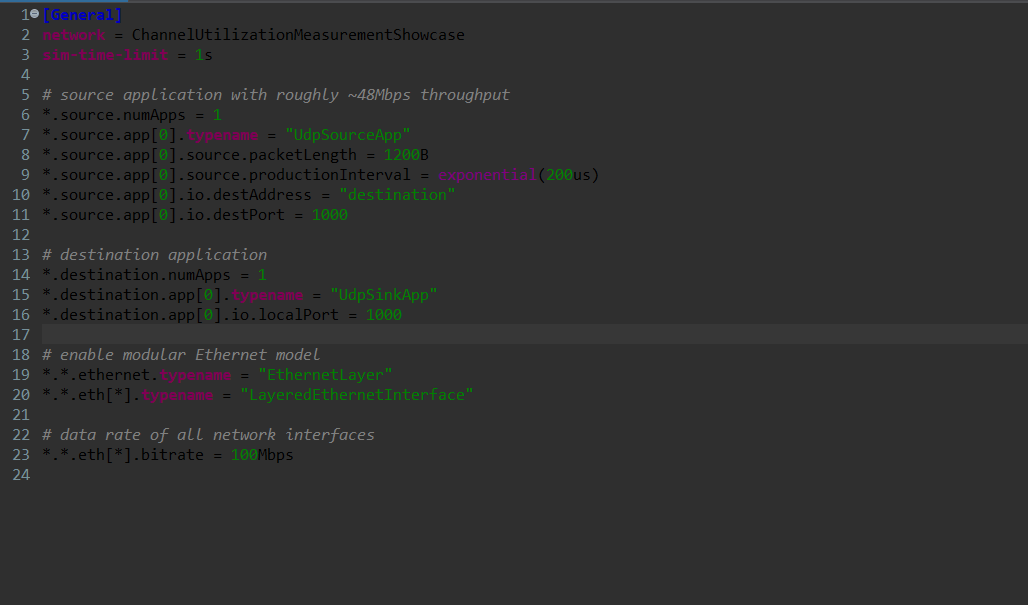 1 [General]
2 network = ChannelUtilizationMeasurementShowcase
3 sim-time-limit = 1s
4
5 # source application with roughly ~48Mbps throughput
6 *.source.numApps = 1
7 *.source.app[0].typename = "UdpSourceApp"
8 *.source.app[0].source.packetLength = 1200B
9 *.source.app[0].source.productionInterval = exponential(200us)
10 *.source.app[0].io.destAddress = "destination"
11 *.source.app[0].io.destPort = 1000
12
13 # destination application
14 *.destination.numApps = 1
15 *.destination.app[0].typename = "UdpSinkApp"
16 *.destination.app[0].io.localPort = 1000
17
18 # enable modular Ethernet model
19 *.*.ethernet.typename = "EthernetLayer"
20 *.*.eth[*].typename = "LayeredEthernetInterface"
21
22 # data rate of all network interfaces
23 *.*.eth[*].bitrate = 100Mbps
24